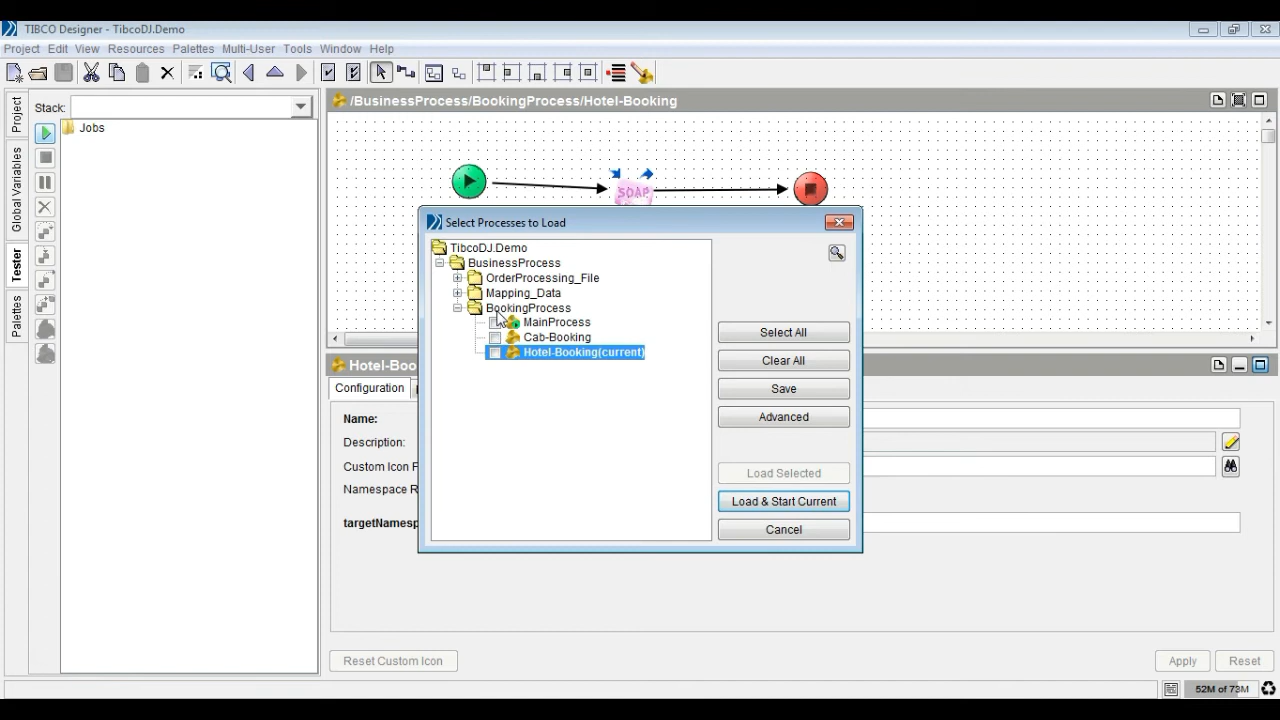 TIBCO Designer - TibcoDJ.Demo
Project Edit View Resources Palettes Multi-User Tools Window Help
Project
Global Variables
Tester
Palettes
Stack:
Jobs
/BusinessProcess/BookingProcess/Hotel-Booking
SOAP
Select Processes to Load
TibcoDJ.Demo
BusinessProcess
OrderProcessing_File
Mapping_Data
BookingProcess
MainProcess
Cab-Booking
Hotel-Booking(current)
Select All
Clear All
Save
Advanced
Load Selected
Load & Start Current
Cancel
Hotel-Boo
Configuration
Name:
Description:
Custom Icon F
Namespace R
targetNamesp
Reset Custom Icon
Apply
Reset
52M of 73M